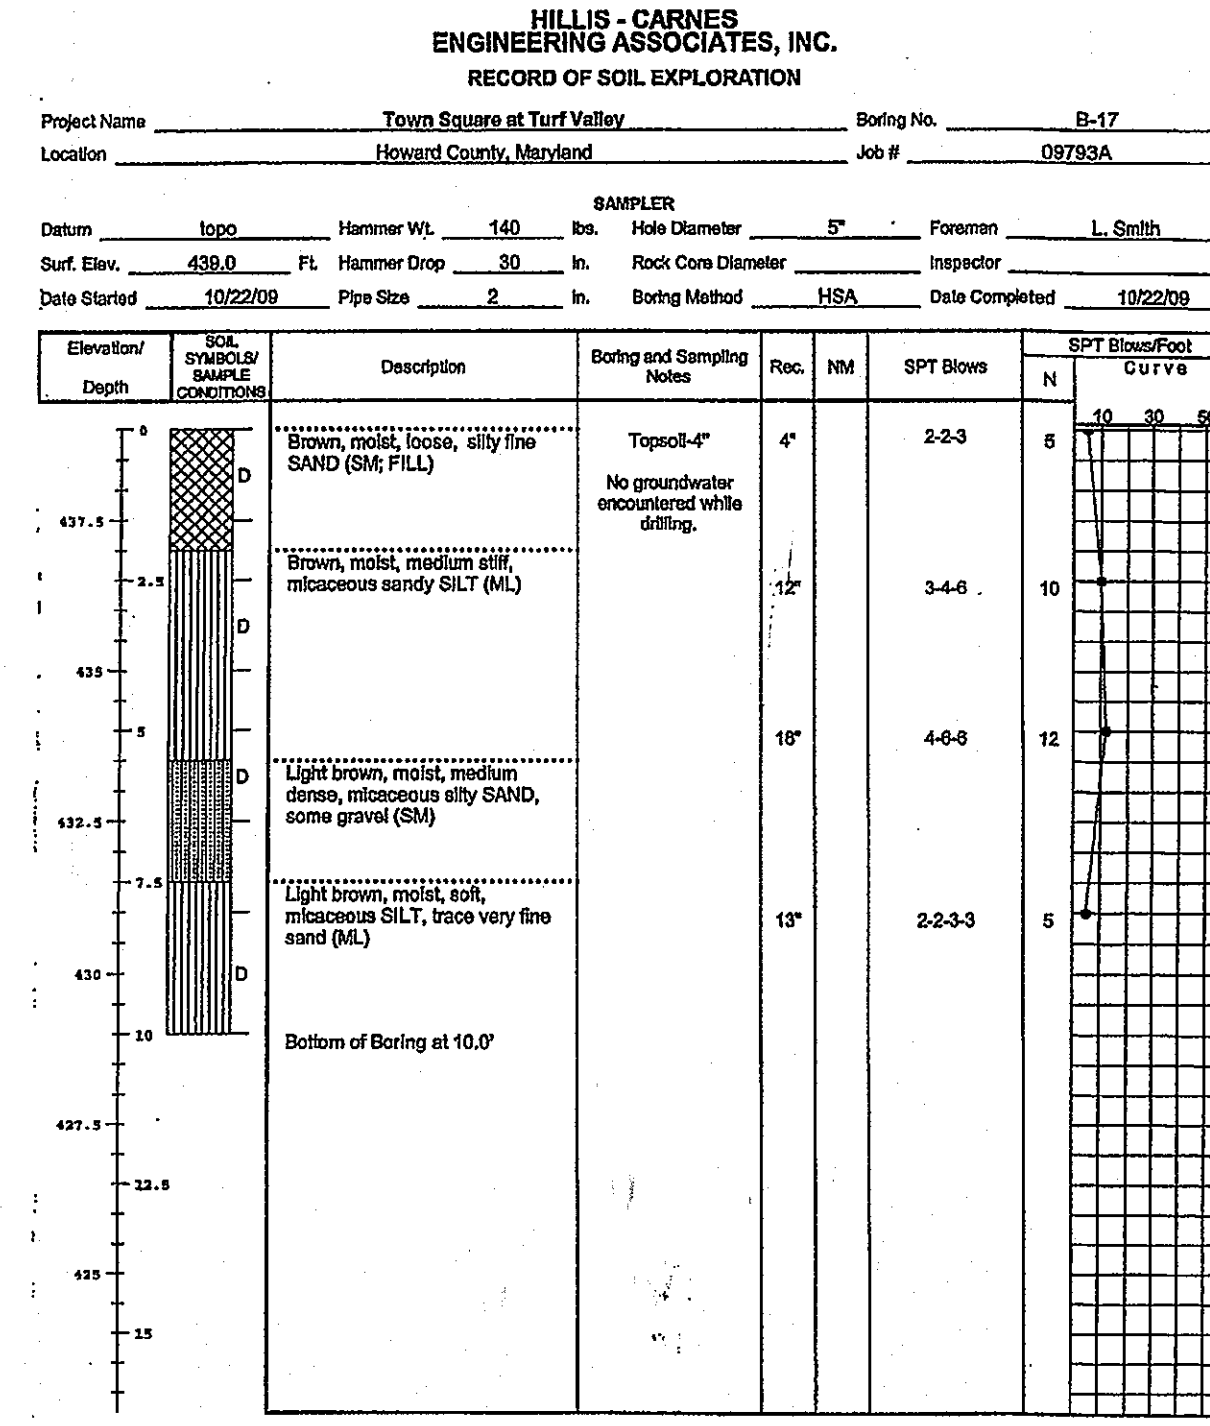 HILLIS - CARNES
ENGINEERING ASSOCIATES, INC.
RECORD OF SOIL EXPLORATION
Project Name Town Square at Turf Valley Boring No. B-17
Location Howard County, Maryland Job # 09793A
SAMPLER
Datum topo Hammer Wt. 140 lbs. Hole Diameter 5" Foreman L. Smith
Surf. Elev. 439.0 Ft. Hammer Drop 30 in. Rock Core Diameter Inspector
Date Started 10/22/09 Pipe Size 2 in. Boring Method HSA Date Completed 10/22/09
Elevation/
Depth
SOIL
SYMBOLS/
SAMPLE
CONDITIONS
Description
Boring and Sampling
Notes
Rec.
NM
SPT Blows
SPT Blows/Foot
N
Curve
10 30 50
0
Brown, moist, loose, silty fine
SAND (SM; FILL)
D
Topsoil-4"
No groundwater
encountered while
drilling.
4"
2-2-3
5
437.5
Brown, moist, medium stiff,
micaceous sandy SILT (ML)
2.5
D
12"
3-4-6
10
435
5
18"
12
D
Light brown, moist, medium
dense, micaceous silty SAND,
some gravel (SM)
432.5
7.5
Light brown, moist, soft,
micaceous SILT, trace very fine
sand (ML)
13"
2-2-3-3
5
430
D
10
Bottom of Boring at 10.0'
427.5
12.5
425
15